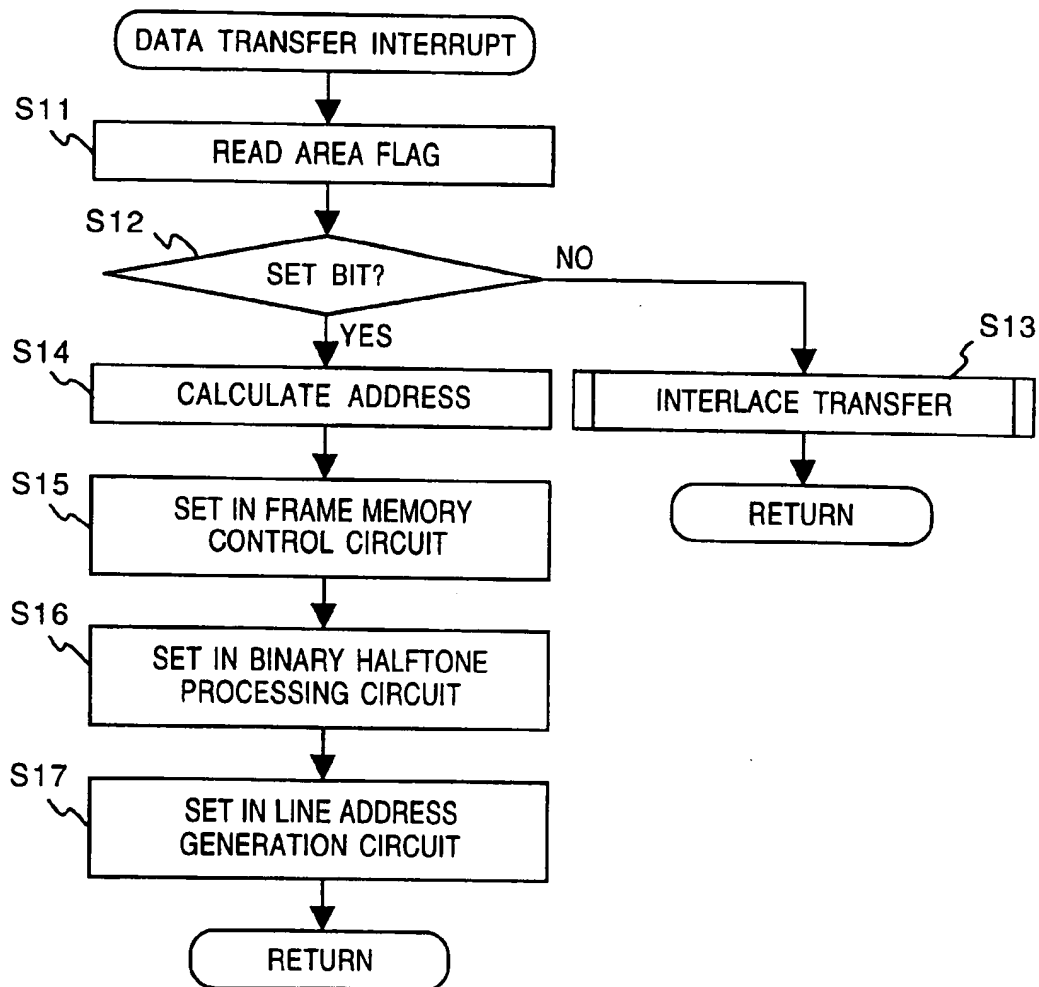 DATA TRANSFER INTERRUPT
S11
READ AREA FLAG
S12
SET BIT?
NO
YES
S13
S14
CALCULATE ADDRESS
INTERLACE TRANSFER
S15
SET IN FRAME MEMORY
CONTROL CIRCUIT
RETURN
S16
SET IN BINARY HALFTONE
PROCESSING CIRCUIT
S17
SET IN LINE ADDRESS
GENERATION CIRCUIT
RETURN